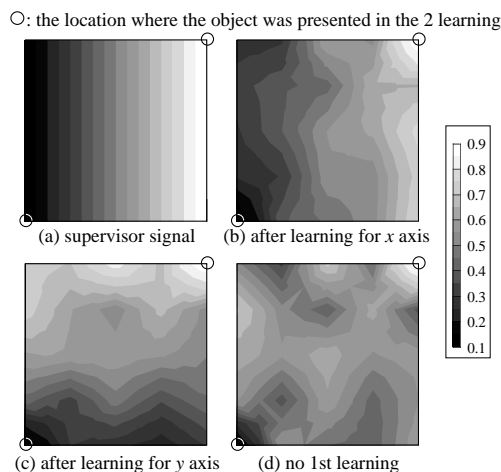 ○: the location where the object was presented in the 2 learning
(a) supervisor signal
(b) after learning for x axis
0.9
0.8
0.7
0.6
0.5
0.4
0.3
0.2
0.1
(c) after learning for y axis
(d) no 1st learning